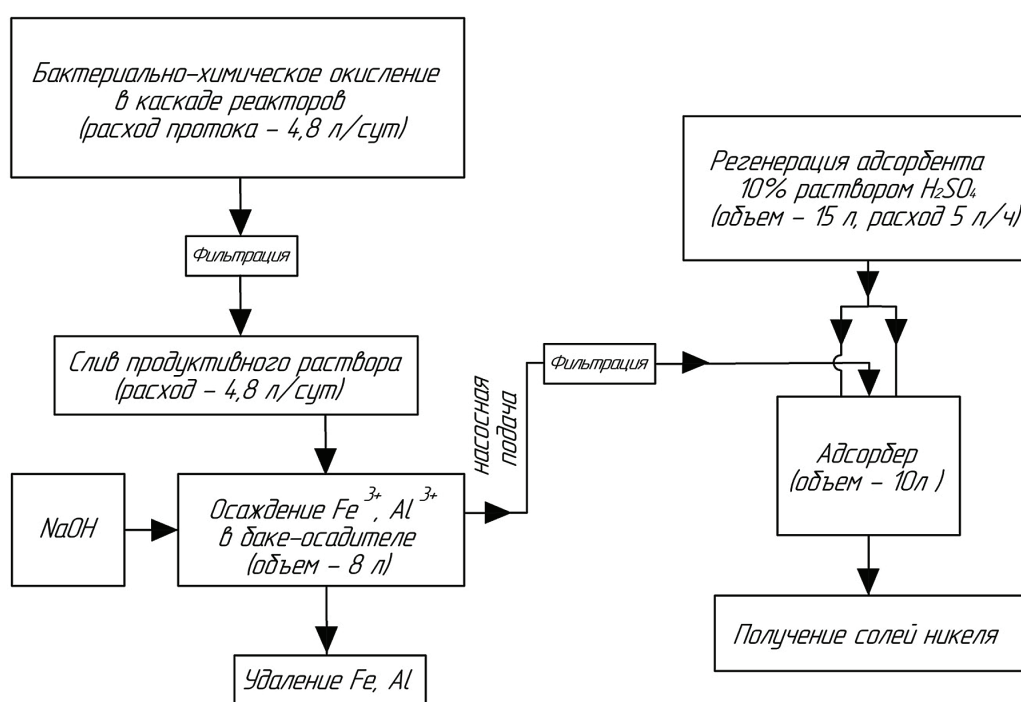 Бактериально-химическое окисление
в каскаде реакторов
(расход протока - 4,8 л/сут)
Фильтрация
Слив продуктивного раствора
(расход - 4,8 л/сут)
NaOH
Осаждение Fe³⁺, Al³⁺
в баке-осадителе
(объем - 8 л)
Удаление Fe, Al
насосная
подача
Фильтрация
Регенерация адсорбента
10% раствором H₂SO₄
(объем - 15 л, расход 5 л/ч)
Адсорбер
(объем - 10л )
Получение солей никеля